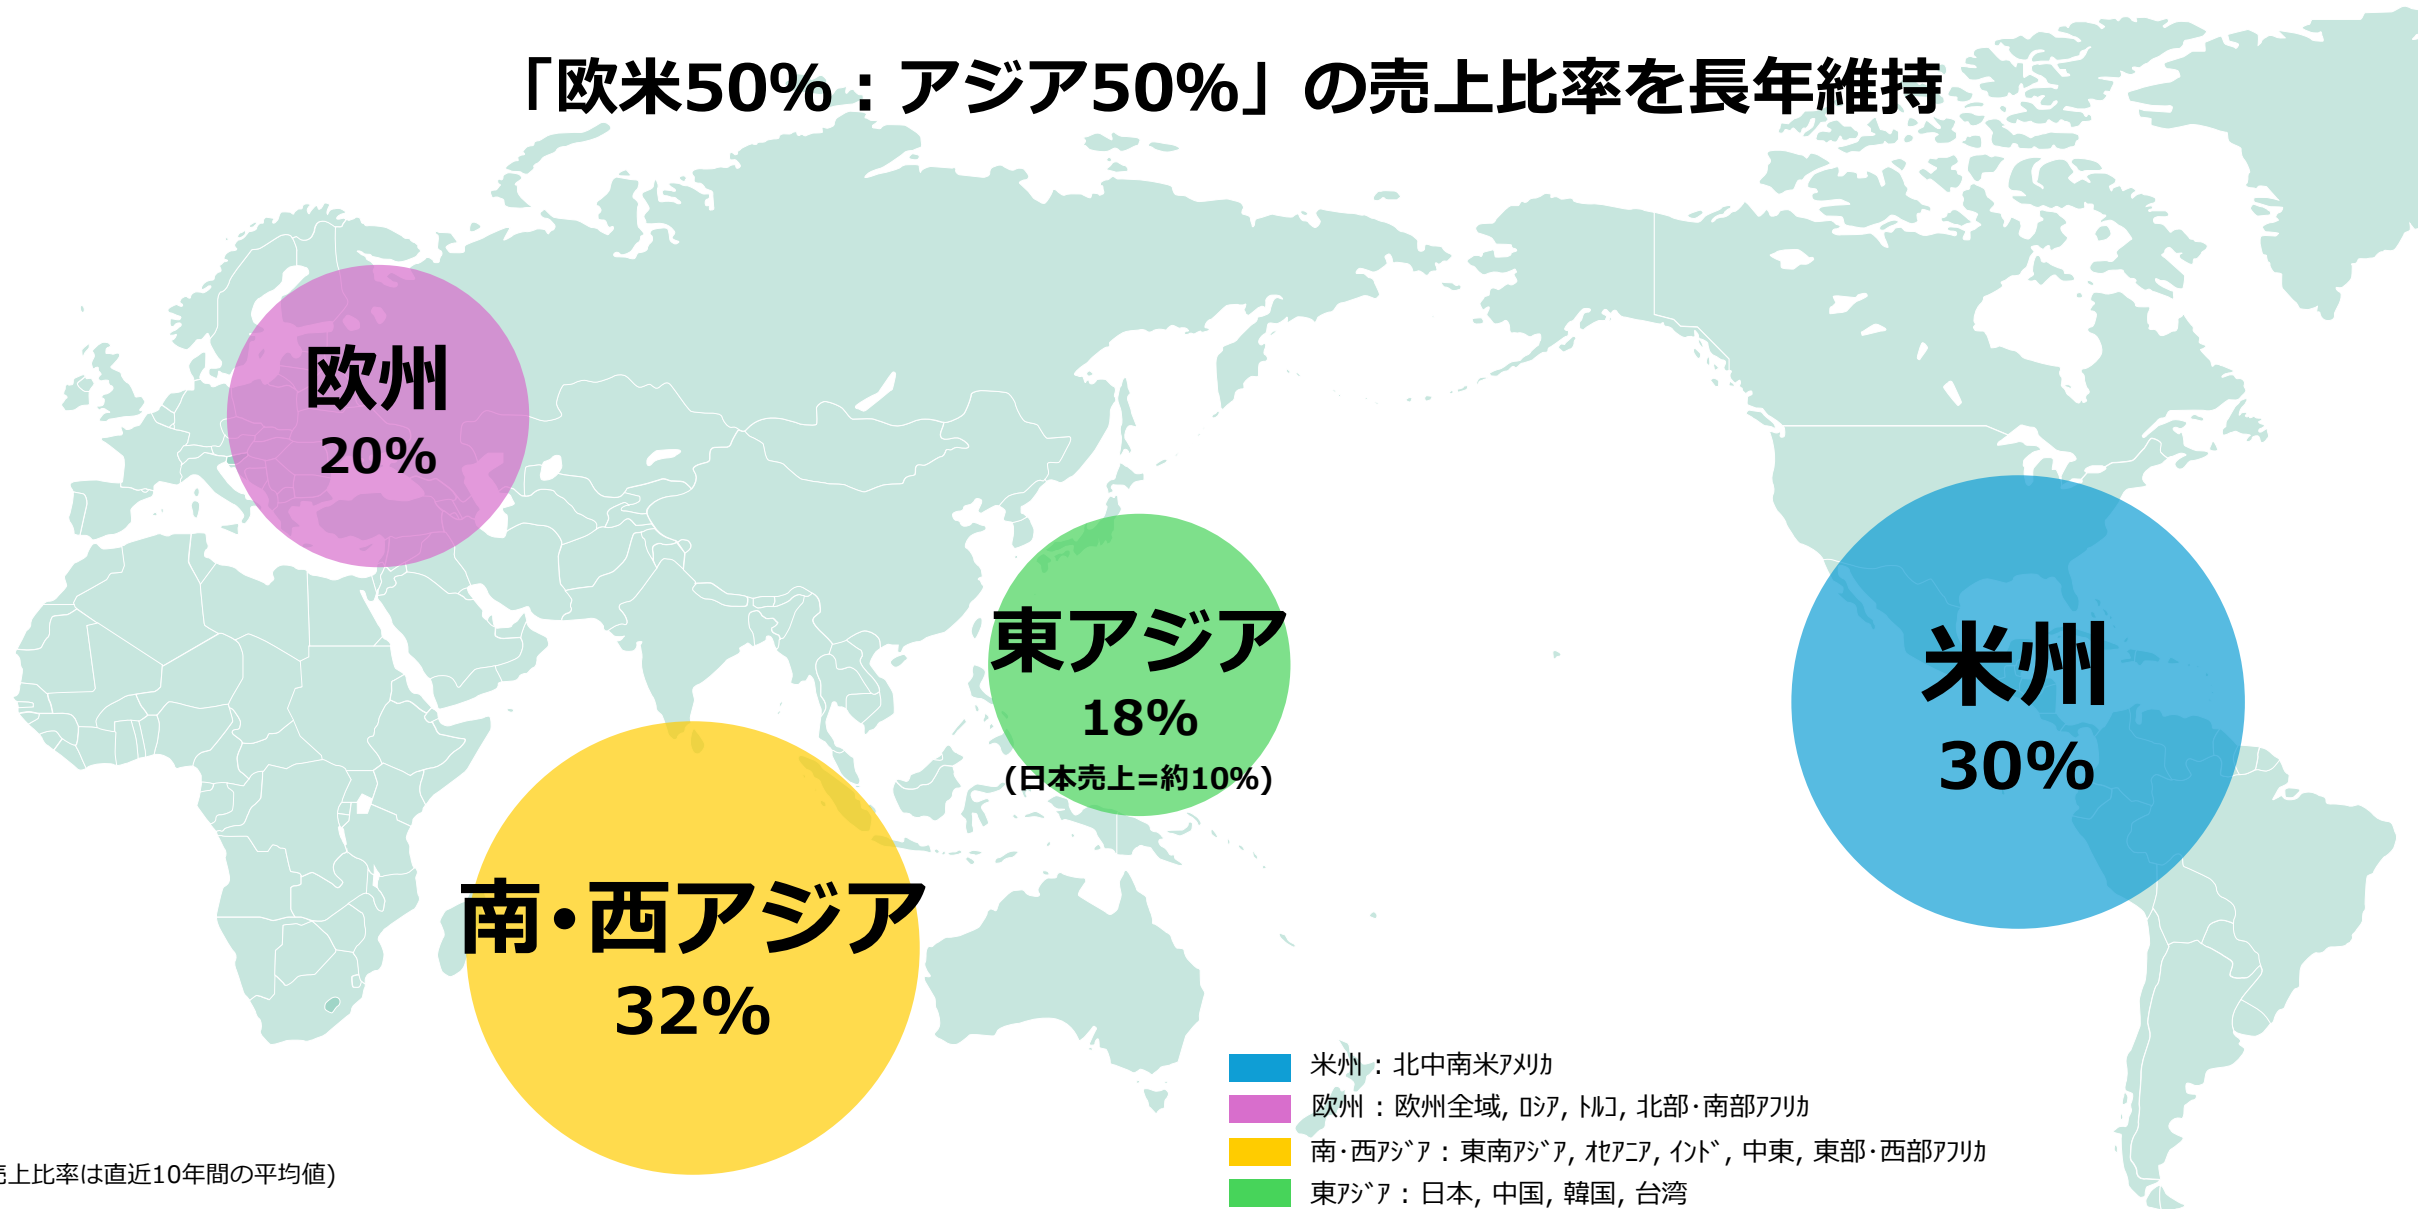 「欧米50%：アジア50%」の売上比率を長年維持
欧州
20%
東アジア
18%
(日本売上=約10%)
米州
30%
南・西アジア
32%
米州：北中南米ｱﾒﾘｶ
欧州：欧州全域, ﾛｼｱ, ﾄﾙｺ, 北部･南部ｱﾌﾘｶ
南･西ｱｼﾞｱ：東南ｱｼﾞｱ, ｵｾｱﾆｱ, ｲﾝﾄﾞ, 中東, 東部･西部ｱﾌﾘｶ
東ｱｼﾞｱ：日本, 中国, 韓国, 台湾
上比率は直近10年間の平均値)